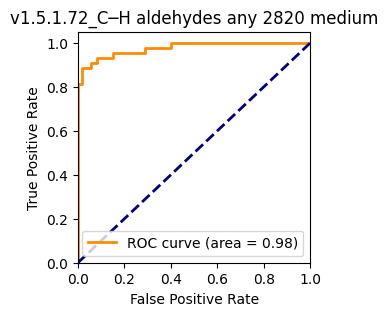 v1.5.1.72_C─H aldehydes any 2820 medium
True Positive Rate
1.0
0.8
0.6
0.4
0.2
0.0
ROC curve (area = 0.98)
0.0 0.2 0.4 0.6 0.8 1.0
False Positive Rate